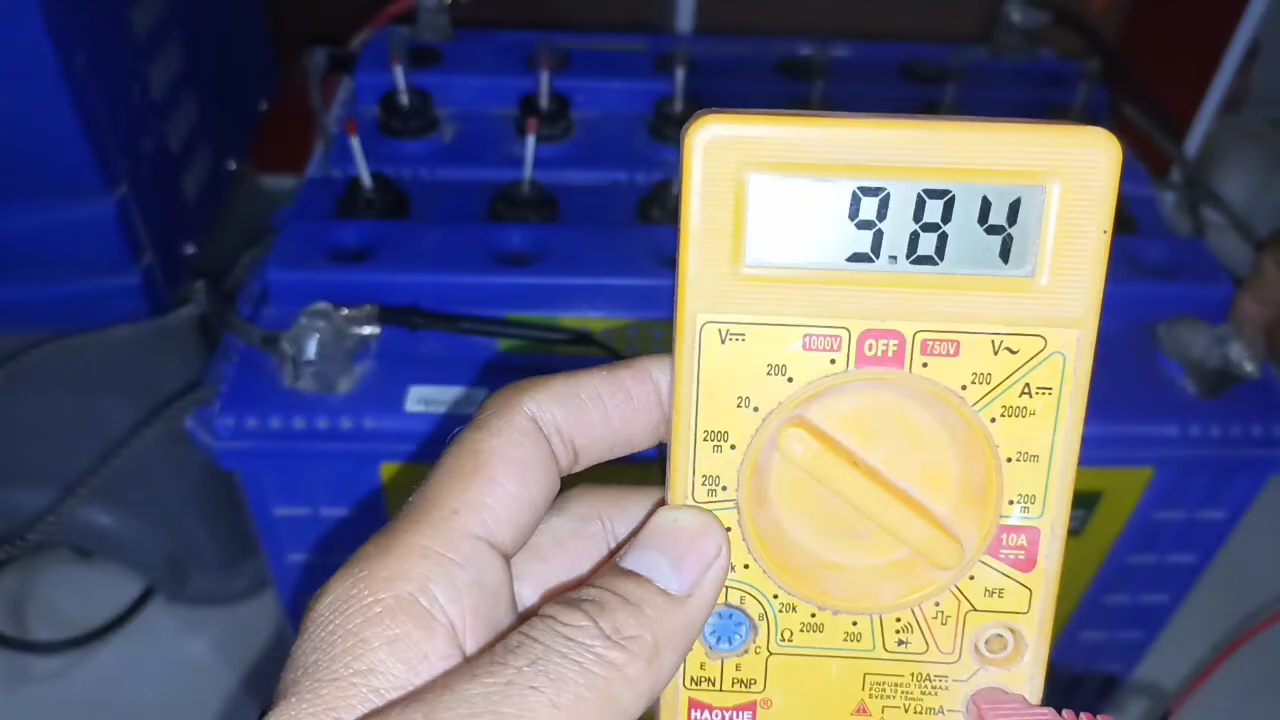 9.84
V⎓ 1000V OFF 750V V~
200 200
A⎓
20 2000µ
2000
m
20m
200
m
200
m
10A
⎓
k
hFE
20k
2000
200
Ω
E
B
C
E E
NPN PNP
10A⎓
UNFUSED 10A MAX
FOR 10 sec MAX
EVERY 15min
VΩmA
HAOYUE®